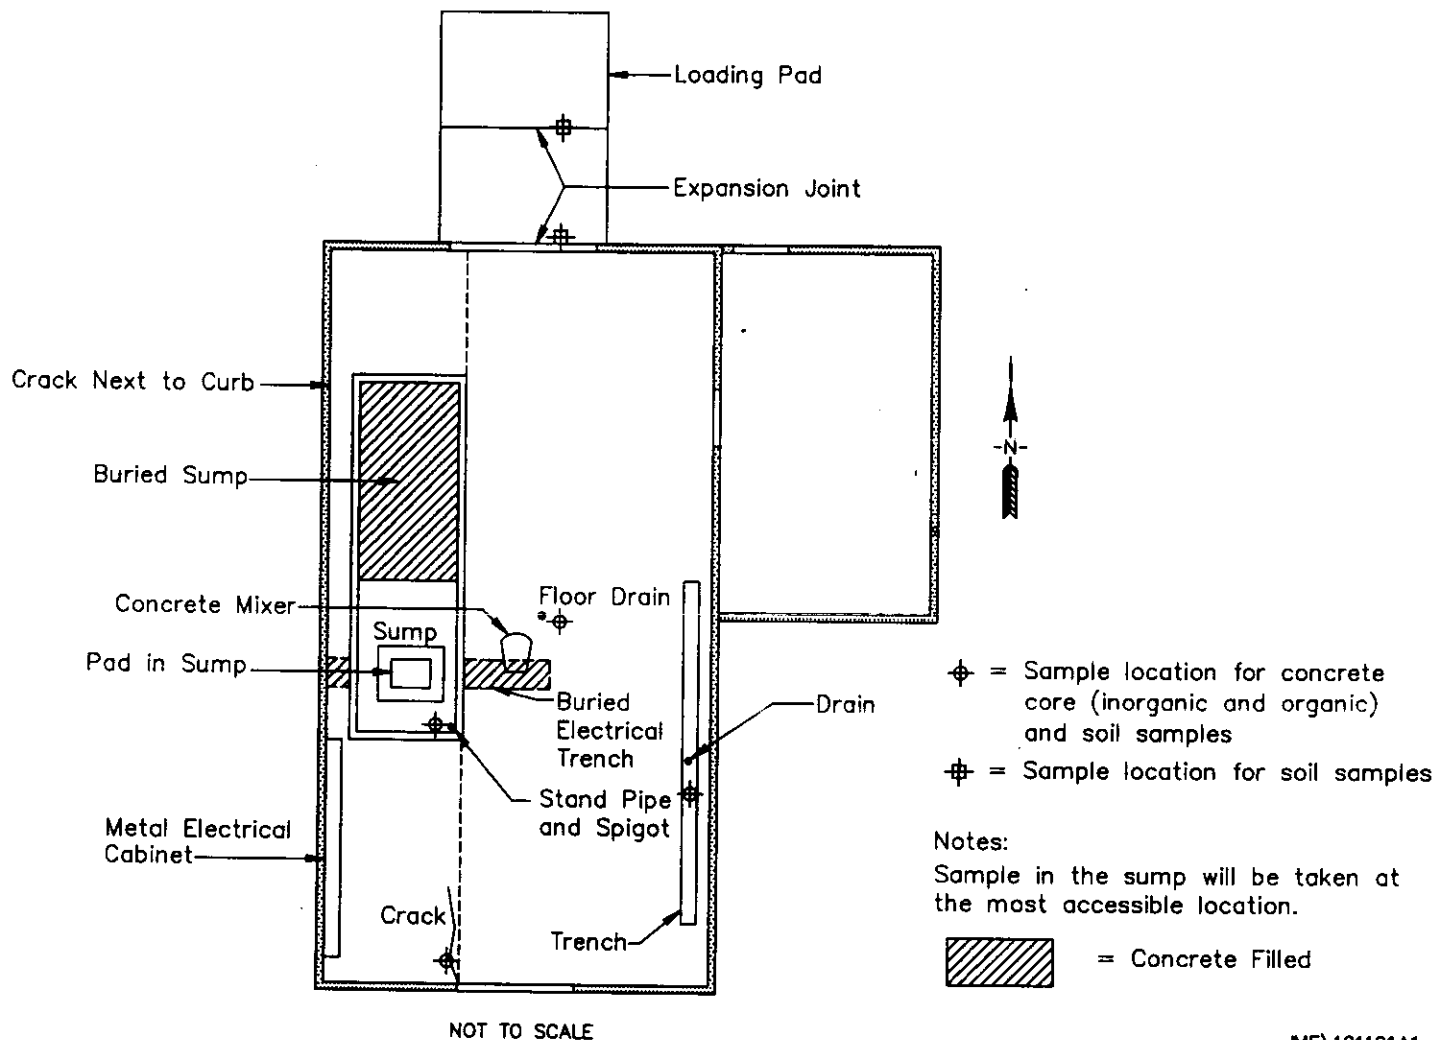 Loading Pad
Expansion Joint
Crack Next to Curb
Buried Sump
-N-
Concrete Mixer
Floor Drain
Sump
Pad in Sump
Buried
Electrical
Trench
Drain
Stand Pipe
and Spigot
Metal Electrical
Cabinet
Crack
Trench
= Sample location for concrete
core (inorganic and organic)
and soil samples
= Sample location for soil samples
Notes:
Sample in the sump will be taken at
the most accessible location.
= Concrete Filled
NOT TO SCALE